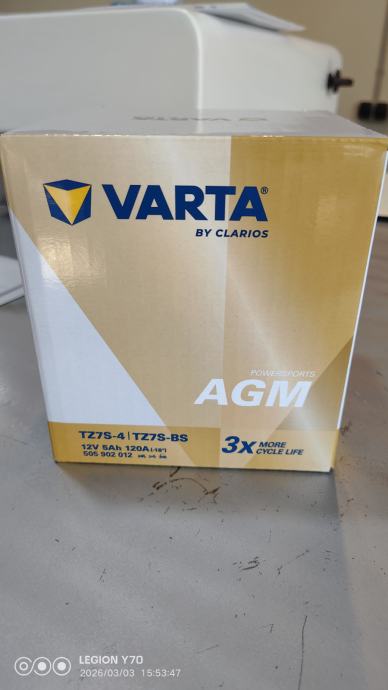 VARTA®
BY CLARIOS
POWERSPORTS
AGM
TZ7S-4 | TZ7S-BS
12V 5Ah 120A (-18°)
505 902 012
3x MORE
CYCLE LIFE
LEGION Y70
2026/03/03 15:53:47